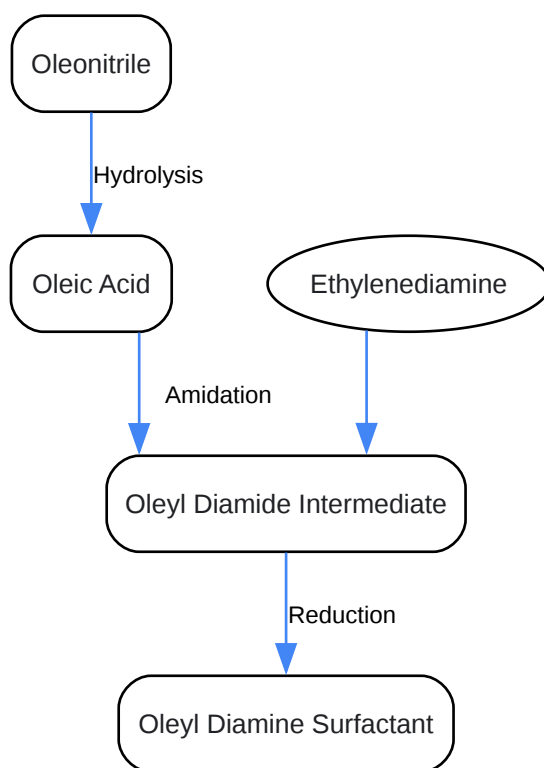 Oleonitrile
Hydrolysis
Oleic Acid
Ethylenediamine
Amidation
Oleyl Diamide Intermediate
Reduction
Oleyl Diamine Surfactant